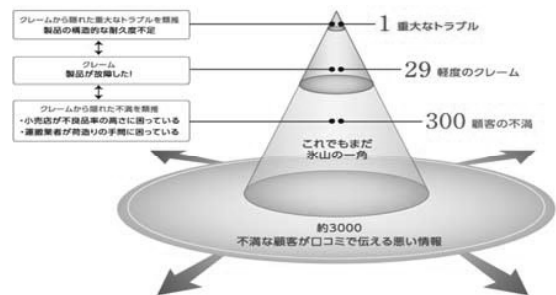 クレームから隠れた重大なトラブルを類推
製品の構造的な耐久度不足
クレーム
製品が故障した!
クレームから隠れた不満を類推
・小売店が不良品率の高さに困っている
・運搬業者が荷造りの手間に困っている
1 重大なトラブル
29 軽度のクレーム
300 顧客の不満
これでもまだ
氷山の一角
約3000
不満な顧客が口コミで伝える悪い情報